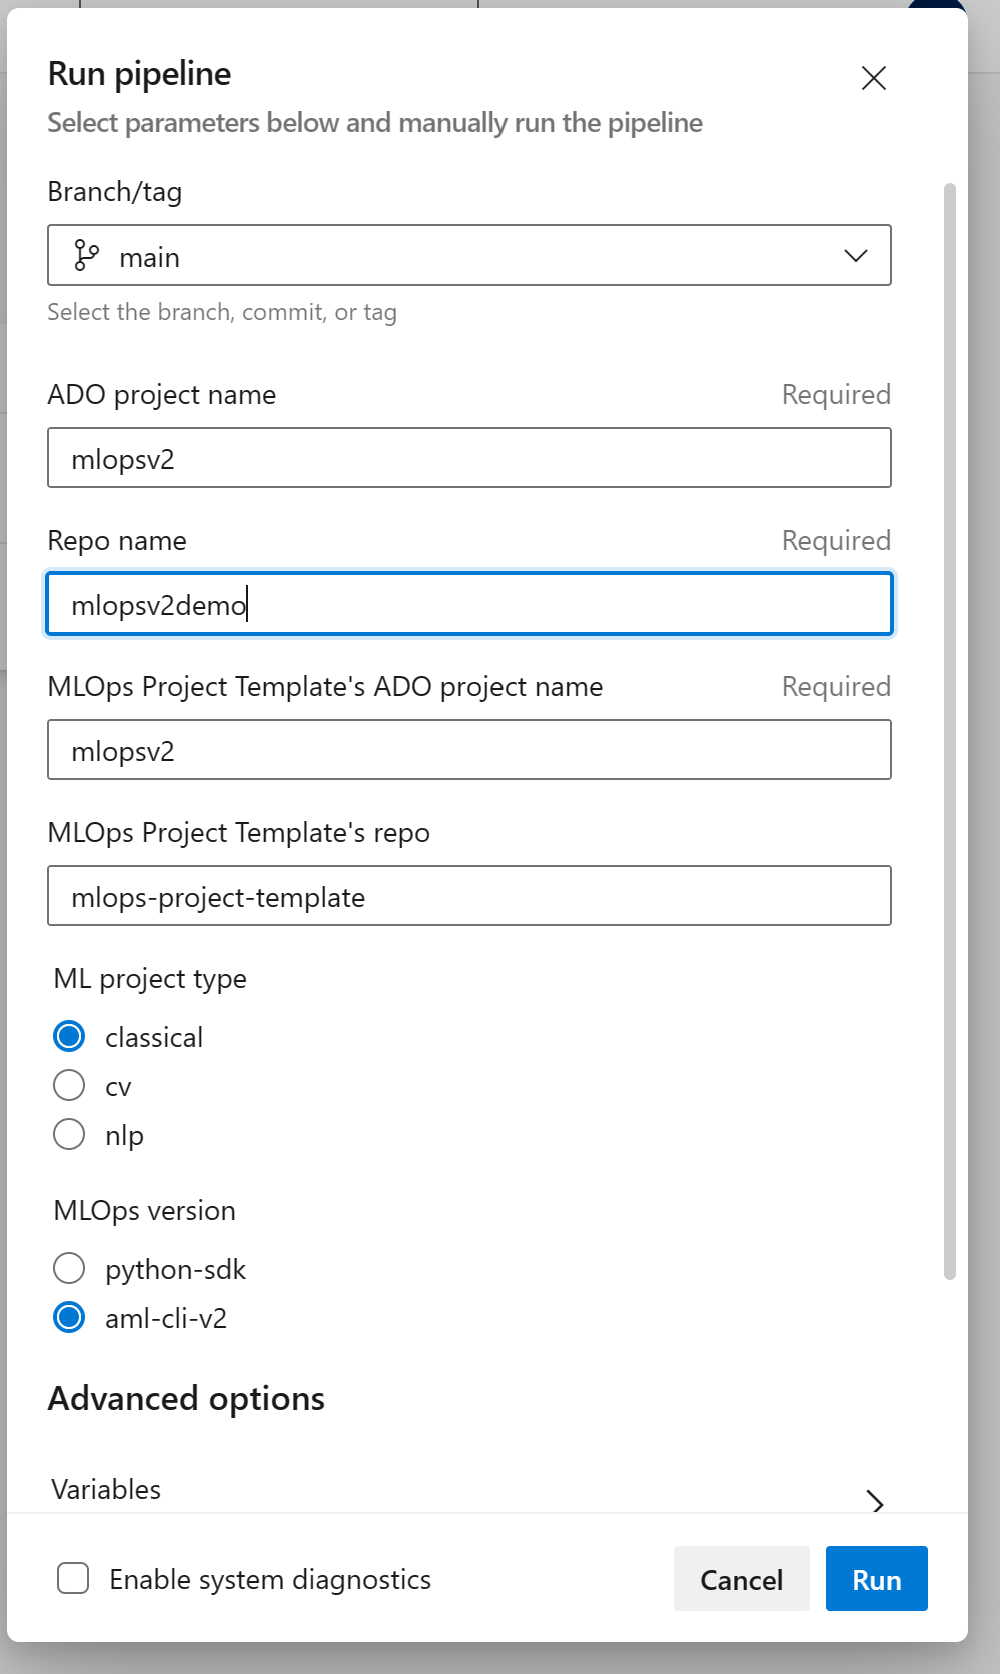 Run pipeline
Select parameters below and manually run the pipeline
Branch/tag
main
Select the branch, commit, or tag
ADO project name Required
mlopsv2
Repo name Required
mlopsv2demo
MLOps Project Template's ADO project name Required
mlopsv2
MLOps Project Template's repo
mlops-project-template
ML project type
classical
cv
nlp
MLOps version
python-sdk
aml-cli-v2
Advanced options
Variables
Enable system diagnostics Cancel Run